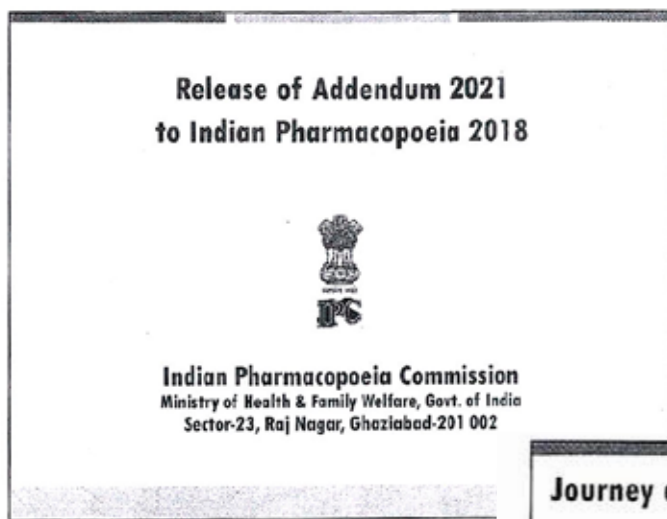 Release of Addendum 2021
to Indian Pharmacopoeia 2018
IPC
Indian Pharmacopoeia Commission
Ministry of Health & Family Welfare, Govt. of India
Sector-23, Raj Nagar, Ghaziabad-201 002
Journey